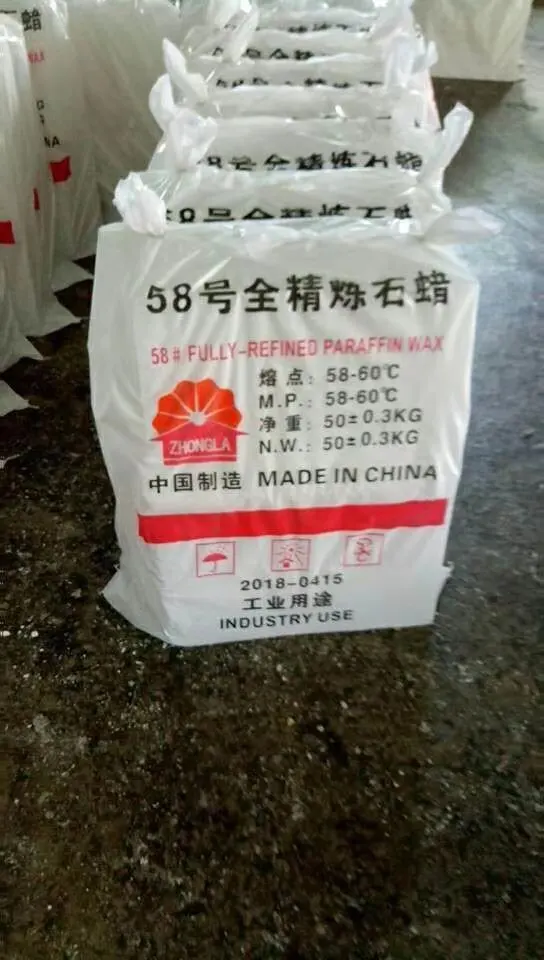 58号全精炼石蜡
58# FULLY-REFINED PARAFFIN WAX
熔点：58-60℃
M.P.：58-60℃
净重：50±0.3KG
N.W.：50±0.3KG
ZHONGLA
中国制造 MADE IN CHINA
2018-0415
工业用途
INDUSTRY USE